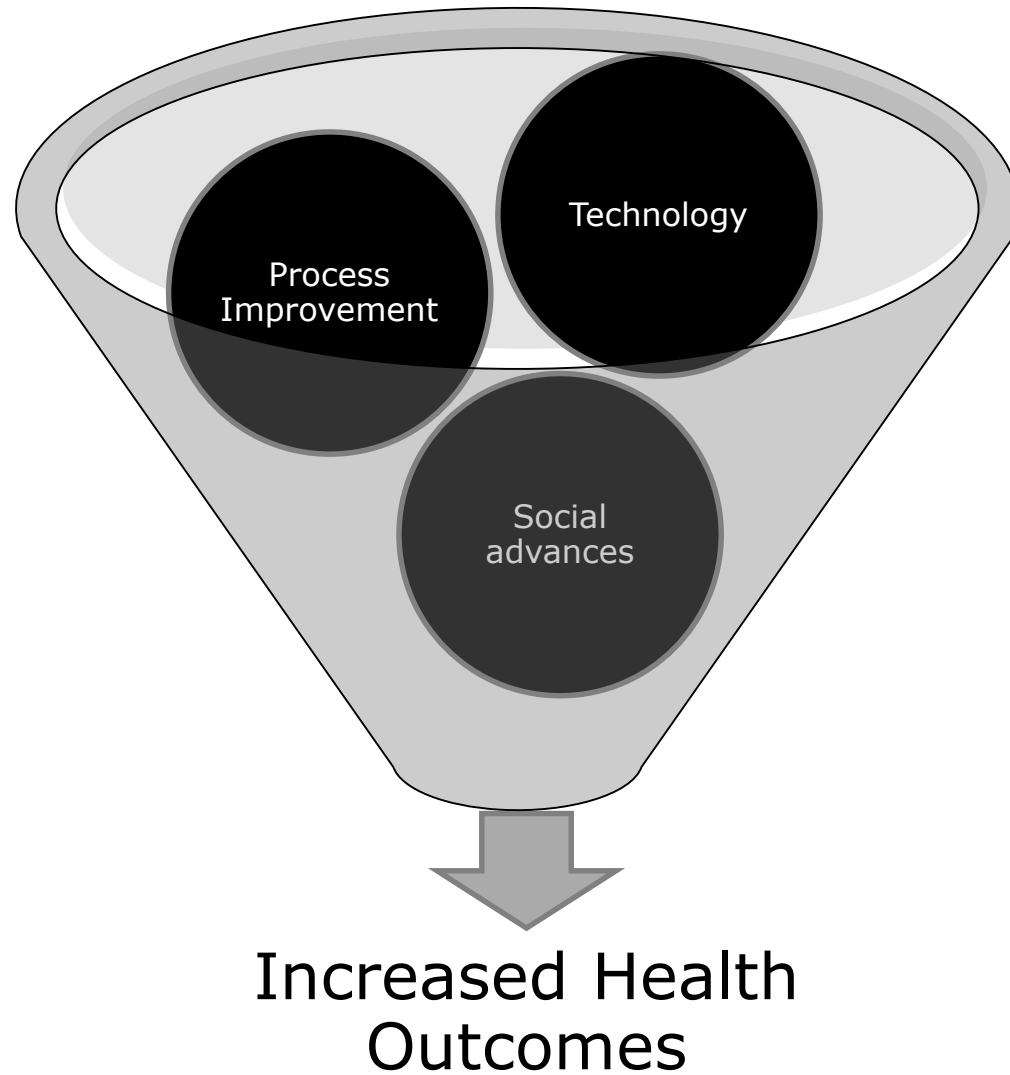 Technology
Process
Improvement
Social
advances
Increased Health
Outcomes